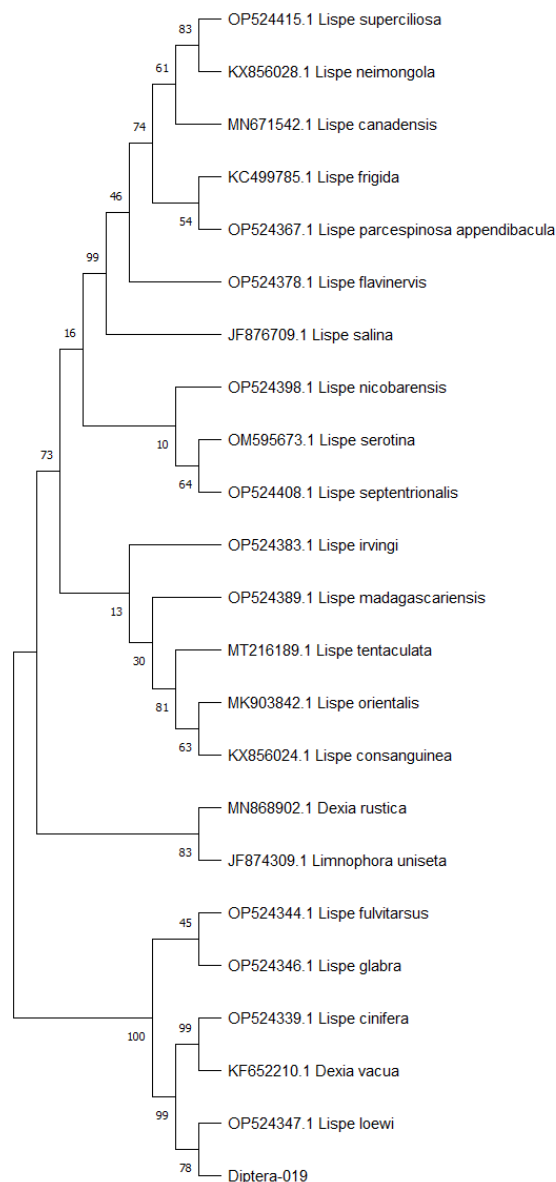 83
OP524415.1 Lispe superciliosa
61
KX856028.1 Lispe neimongola
74
MN671542.1 Lispe canadensis
KC499785.1 Lispe frigida
46
54
OP524367.1 Lispe parcespinosa appendibacula
99
OP524378.1 Lispe flavinervis
16
JF876709.1 Lispe salina
OP524398.1 Lispe nicobarensis
10
OM595673.1 Lispe serotina
73
64
OP524408.1 Lispe septentrionalis
OP524383.1 Lispe irvingi
13
OP524389.1 Lispe madagascariensis
30
MT216189.1 Lispe tentaculata
81
MK903842.1 Lispe orientalis
63
KX856024.1 Lispe consanguinea
MN868902.1 Dexia rustica
83
JF874309.1 Limnophora uniseta
45
OP524344.1 Lispe fulvitarsus
OP524346.1 Lispe glabra
100
OP524339.1 Lispe cinifera
99
KF652210.1 Dexia vacua
99
OP524347.1 Lispe loewi
78
Diptera-019